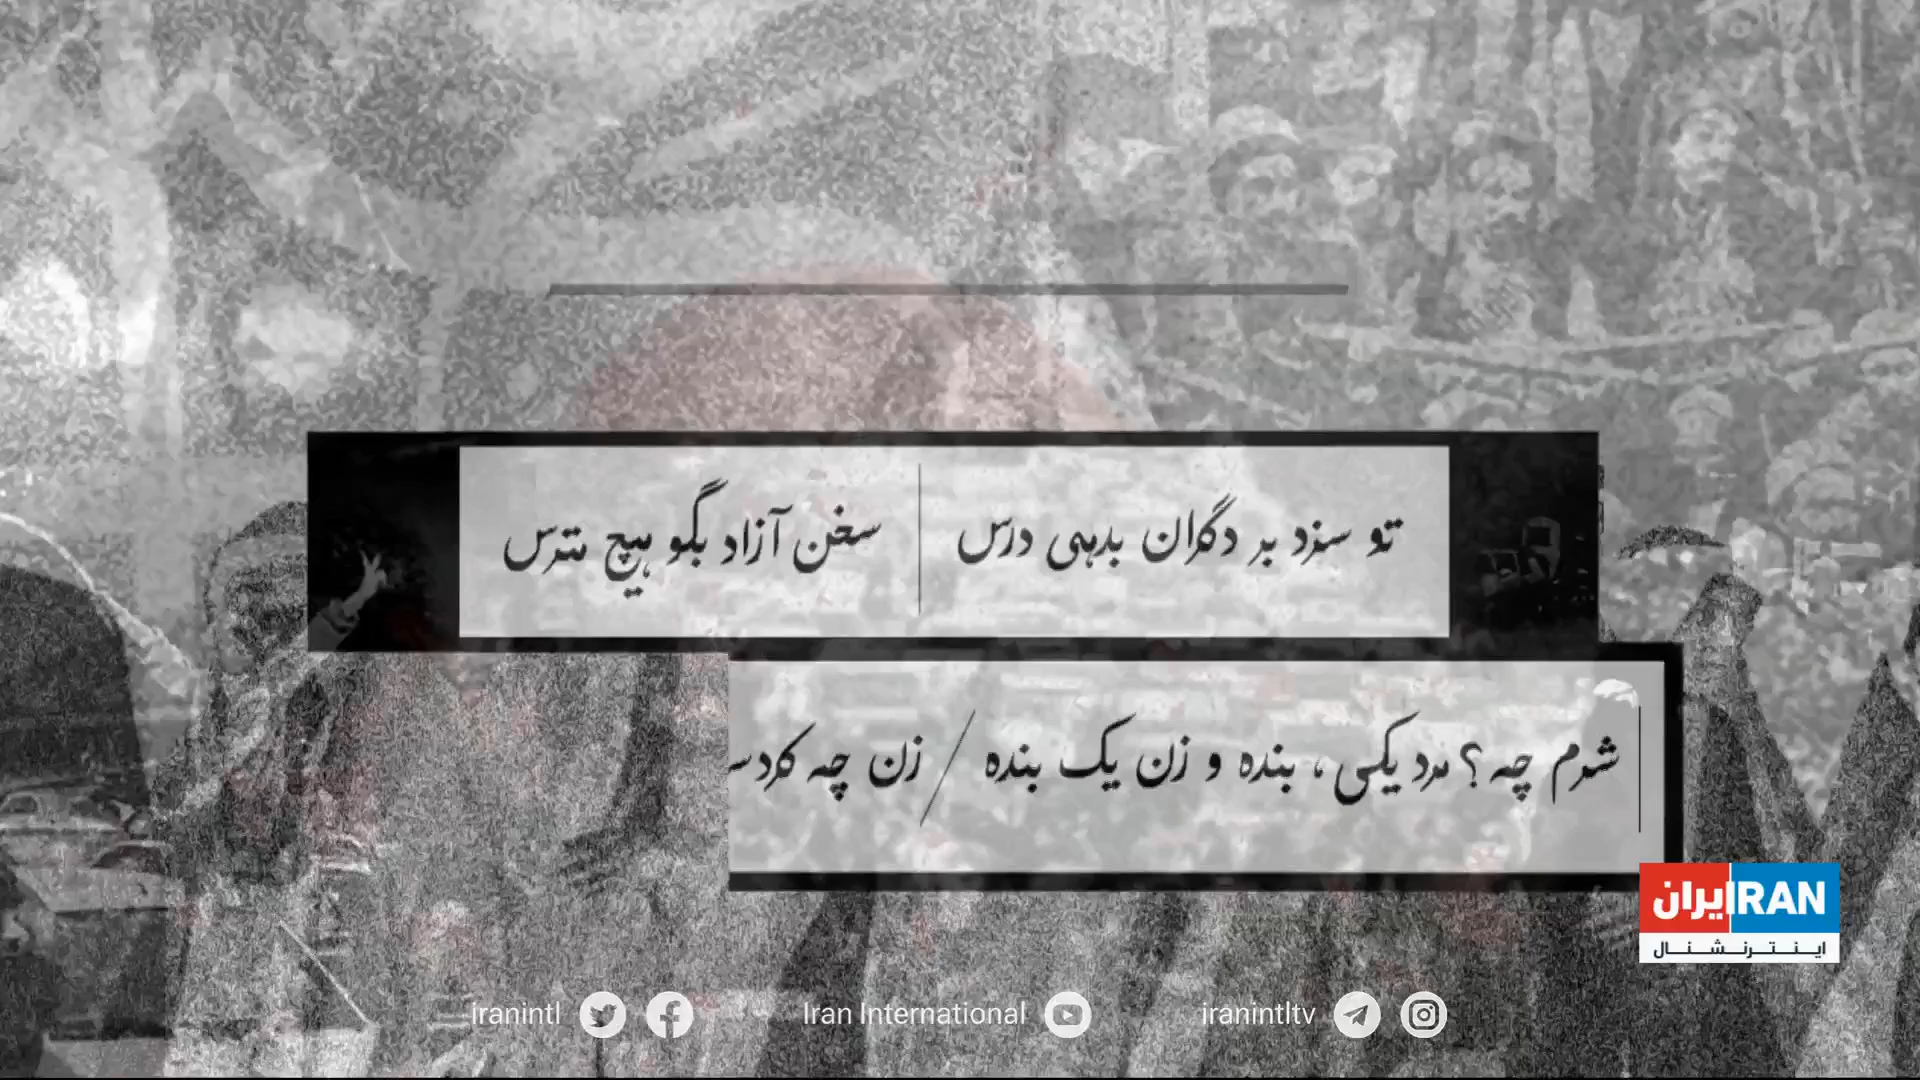 تو سزد بر دگران بدهی درس | سخن آزاد بگو هیچ مترس
شرم چه؟ مرد یکی، بنده و زن یک بنده / زن چه کردس
ایران IRAN
اینترنشنال
iranintl Iran International iranintltv